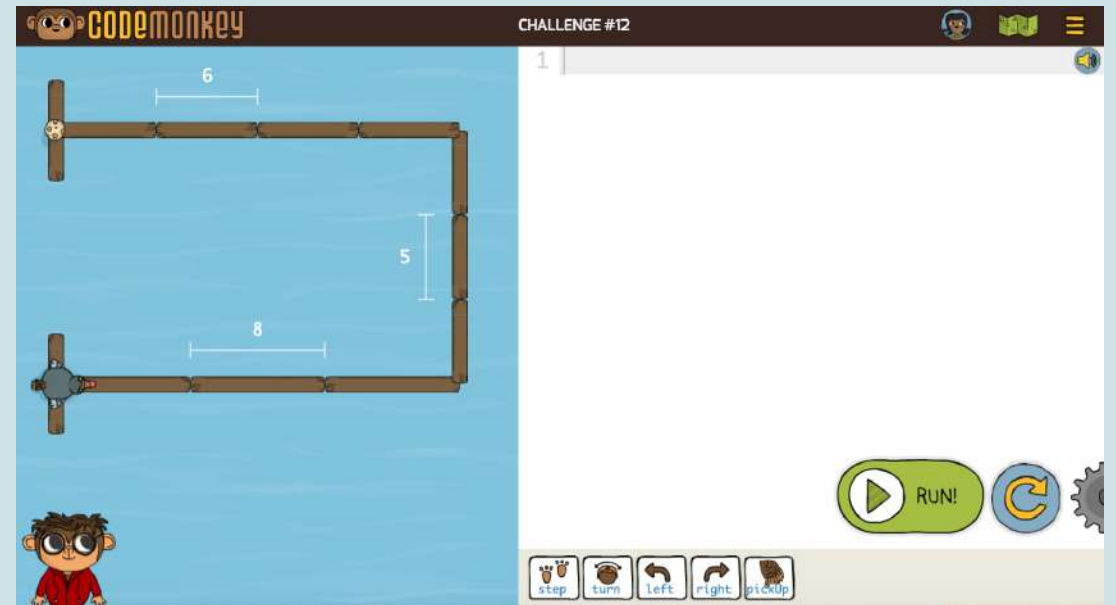 CODEMONKEY
CHALLENGE #12
1
6
5
8
RUN!
step
turn
left
right
pickUp